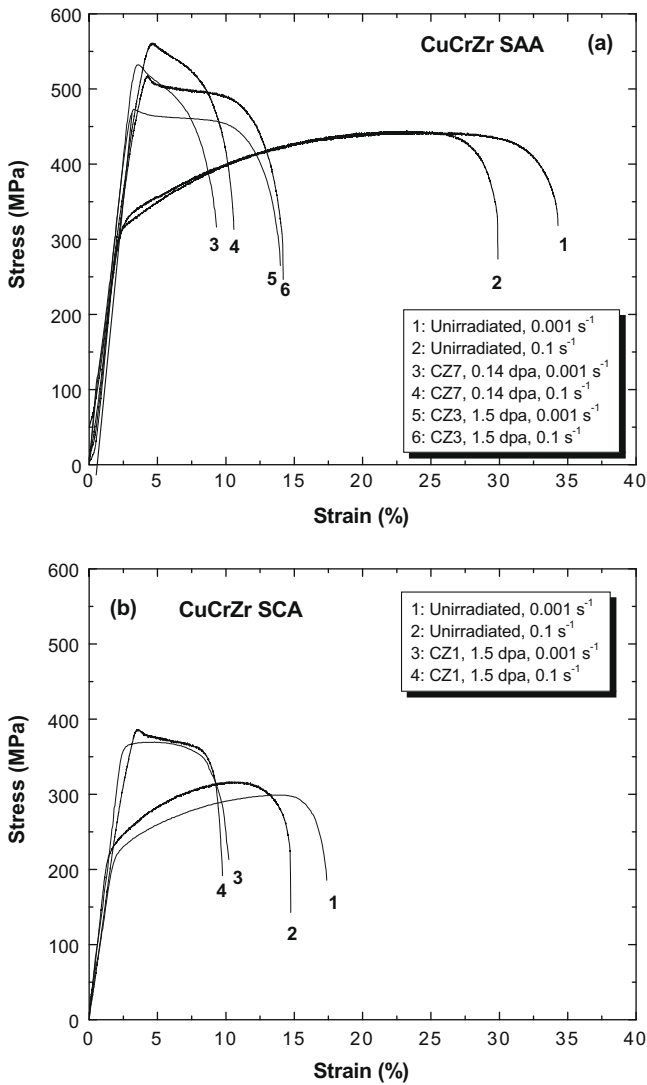 600
500
400
300
200
100
0
Stress (MPa)
CuCrZr SAA (a)
3 4
5
6
2
1
1: Unirradiated, 0.001 s-1
2: Unirradiated, 0.1 s-1
3: CZ7, 0.14 dpa, 0.001 s-1
4: CZ7, 0.14 dpa, 0.1 s-1
5: CZ3, 1.5 dpa, 0.001 s-1
6: CZ3, 1.5 dpa, 0.1 s-1
0 5 10 15 20 25 30 35 40
Strain (%)
600
500
400
300
200
100
0
Stress (MPa)
(b) CuCrZr SCA
1: Unirradiated, 0.001 s-1
2: Unirradiated, 0.1 s-1
3: CZ1, 1.5 dpa, 0.001 s-1
4: CZ1, 1.5 dpa, 0.1 s-1
4 3
2
1
0 5 10 15 20 25 30 35 40
Strain (%)